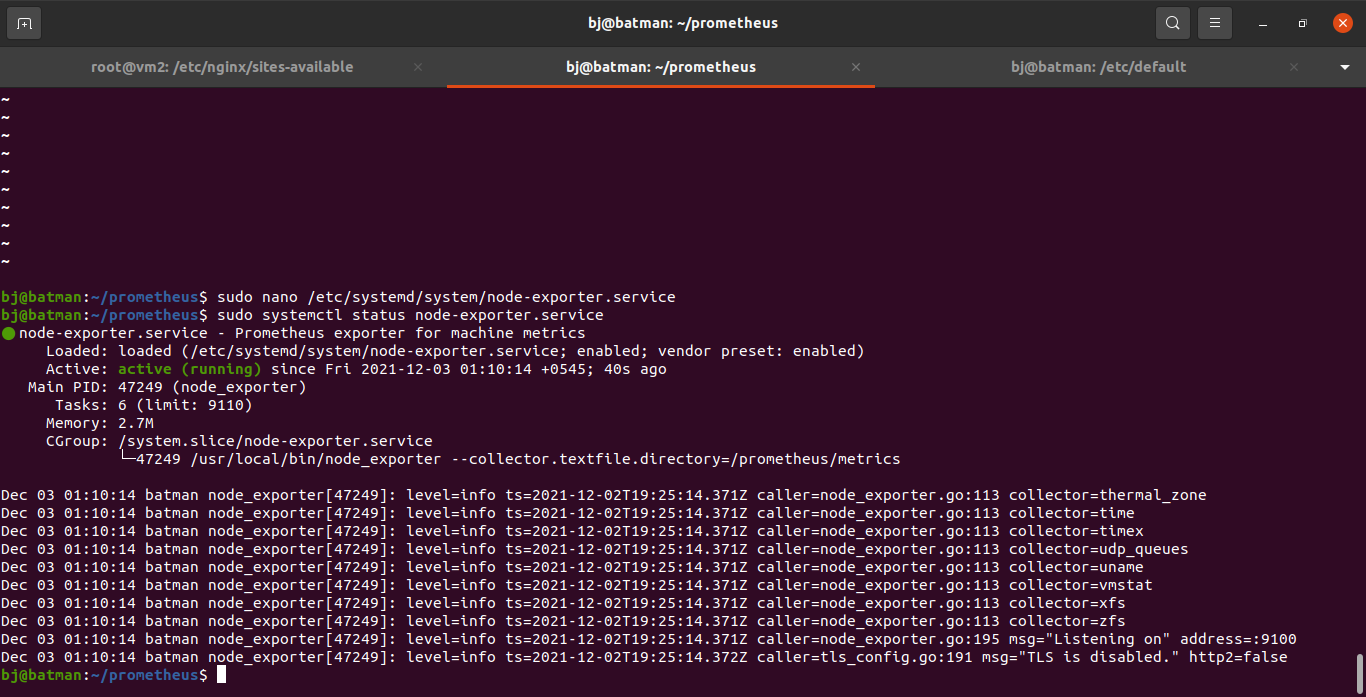 bj@batman: ~/prometheus
root@vm2: /etc/nginx/sites-available × bj@batman: ~/prometheus × bj@batman: /etc/default ×
~
~
~
~
~
~
~
~
~
~
bj@batman:~/prometheus$ sudo nano /etc/systemd/system/node-exporter.service
bj@batman:~/prometheus$ sudo systemctl status node-exporter.service
● node-exporter.service - Prometheus exporter for machine metrics
     Loaded: loaded (/etc/systemd/system/node-exporter.service; enabled; vendor preset: enabled)
     Active: active (running) since Fri 2021-12-03 01:10:14 +0545; 40s ago
   Main PID: 47249 (node_exporter)
      Tasks: 6 (limit: 9110)
     Memory: 2.7M
     CGroup: /system.slice/node-exporter.service
             └─47249 /usr/local/bin/node_exporter --collector.textfile.directory=/prometheus/metrics
Dec 03 01:10:14 batman node_exporter[47249]: level=info ts=2021-12-02T19:25:14.371Z caller=node_exporter.go:113 collector=thermal_zone
Dec 03 01:10:14 batman node_exporter[47249]: level=info ts=2021-12-02T19:25:14.371Z caller=node_exporter.go:113 collector=time
Dec 03 01:10:14 batman node_exporter[47249]: level=info ts=2021-12-02T19:25:14.371Z caller=node_exporter.go:113 collector=timex
Dec 03 01:10:14 batman node_exporter[47249]: level=info ts=2021-12-02T19:25:14.371Z caller=node_exporter.go:113 collector=udp_queues
Dec 03 01:10:14 batman node_exporter[47249]: level=info ts=2021-12-02T19:25:14.371Z caller=node_exporter.go:113 collector=uname
Dec 03 01:10:14 batman node_exporter[47249]: level=info ts=2021-12-02T19:25:14.371Z caller=node_exporter.go:113 collector=vmstat
Dec 03 01:10:14 batman node_exporter[47249]: level=info ts=2021-12-02T19:25:14.371Z caller=node_exporter.go:113 collector=xfs
Dec 03 01:10:14 batman node_exporter[47249]: level=info ts=2021-12-02T19:25:14.371Z caller=node_exporter.go:113 collector=zfs
Dec 03 01:10:14 batman node_exporter[47249]: level=info ts=2021-12-02T19:25:14.371Z caller=node_exporter.go:195 msg="Listening on" address=:9100
Dec 03 01:10:14 batman node_exporter[47249]: level=info ts=2021-12-02T19:25:14.372Z caller=tls_config.go:191 msg="TLS is disabled." http2=false
bj@batman:~/prometheus$